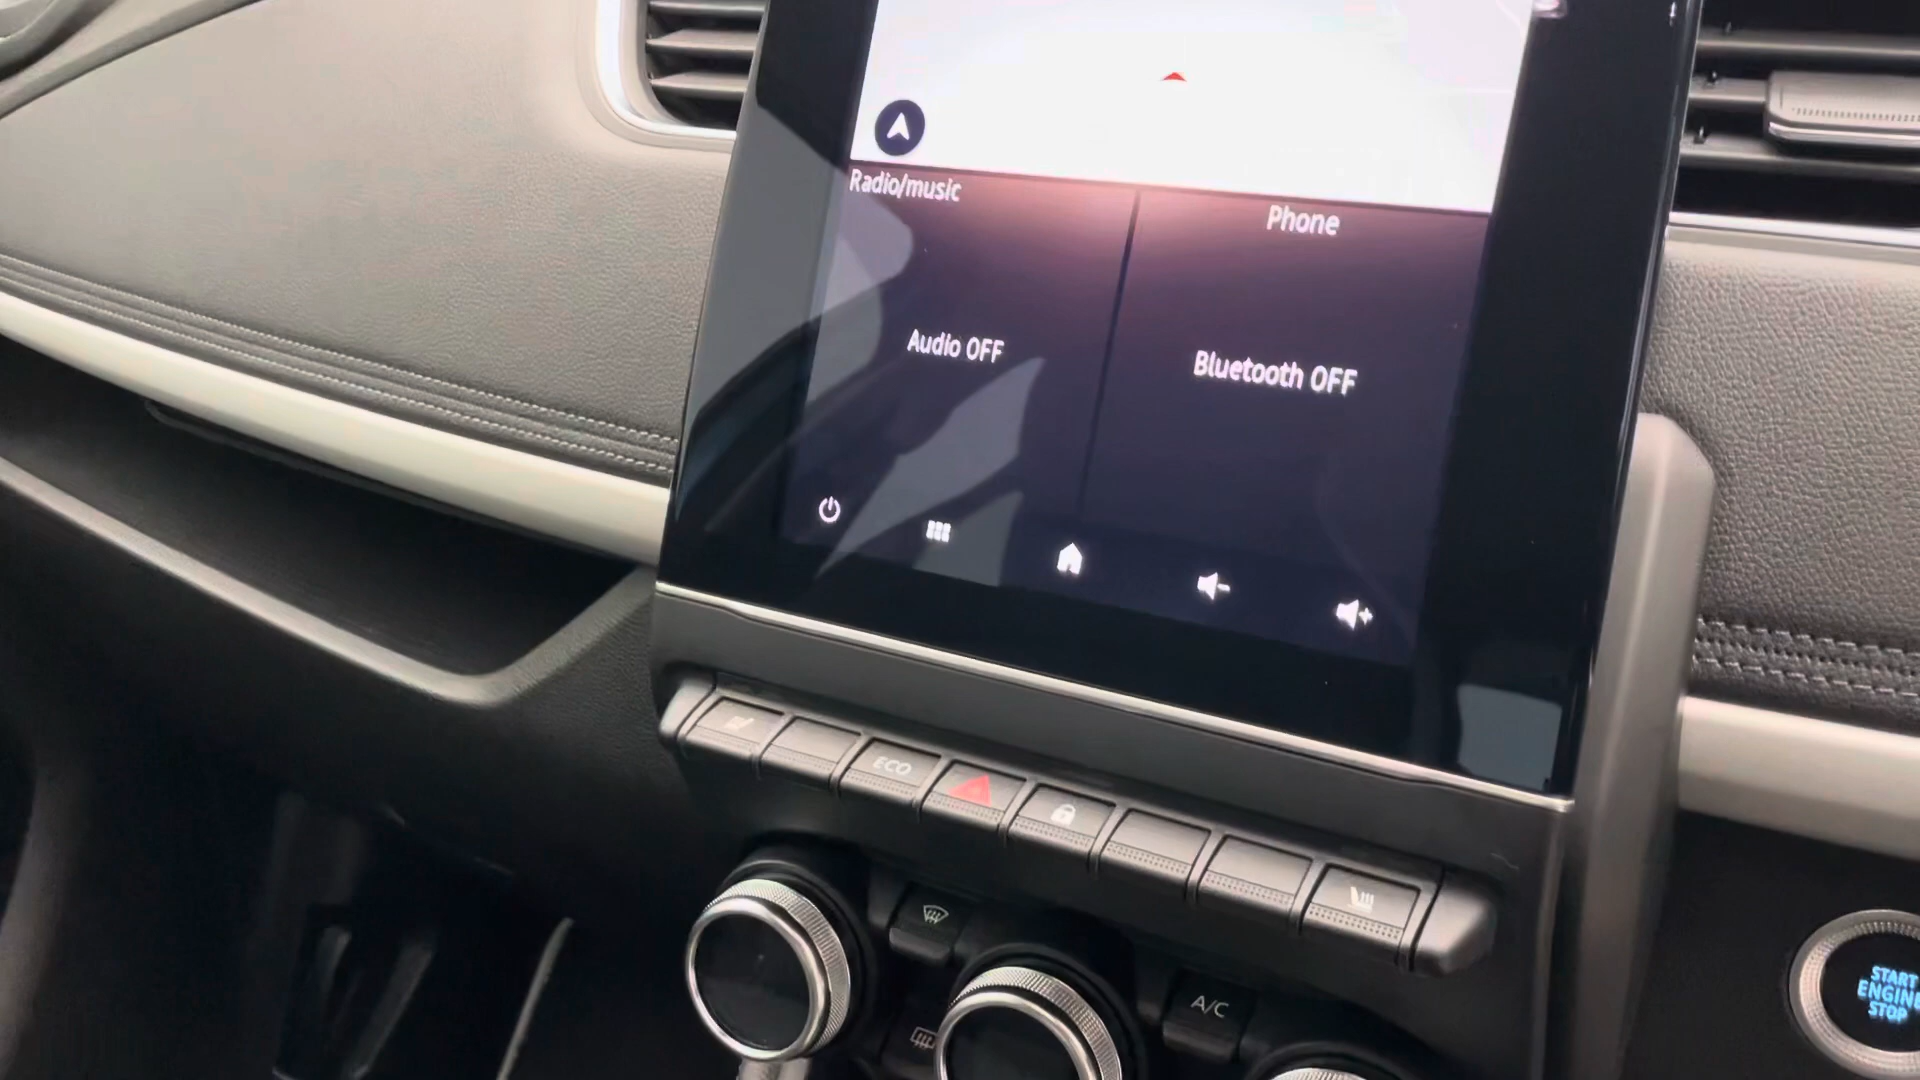 Radio/music
Phone
Audio OFF
Bluetooth OFF
ECO
A/C
START
ENGINE
STOP